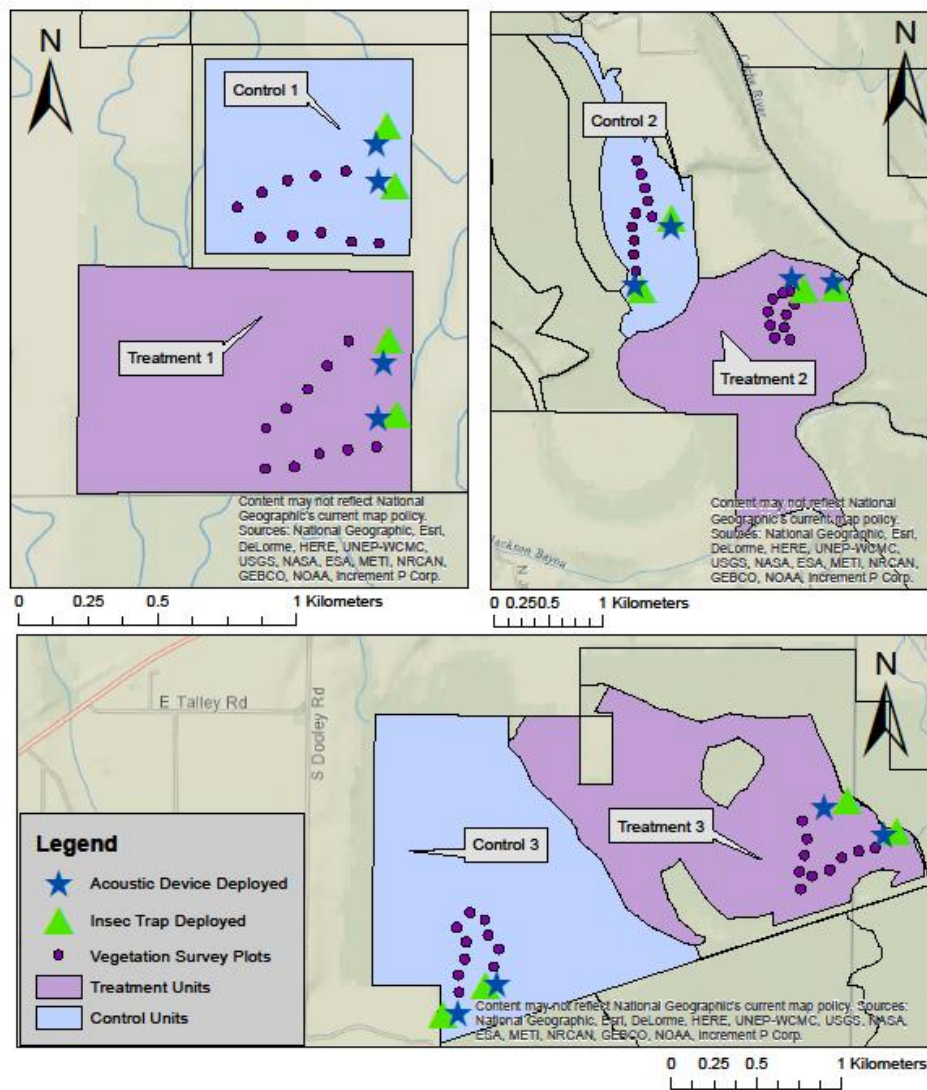 N
Control 1
Treatment 1
Content may not reflect National
Geographic's current map policy.
Sources: National Geographic, Esri,
DeLorme, HERE, UNEP-WCMC,
USGS, NASA, ESA, METI, NRCAN,
GEBCO, NOAA, Increment P Corp.
0 0.25 0.5 1 Kilometers
N
Cache River
Control 2
Treatment 2
Jackson Bayou
Content may not reflect National
Geographic's current map policy.
Sources: National Geographic, Esri,
DeLorme, HERE, UNEP-WCMC,
USGS, NASA, ESA, METI, NRCAN,
GEBCO, NOAA, Increment P Corp.
0 0.250.5 1 Kilometers
N
E Talley Rd
S Dooley Rd
Control 3
Treatment 3
Legend
Acoustic Device Deployed
Insec Trap Deployed
Vegetation Survey Plots
Treatment Units
Control Units
Content may not reflect National Geographic's current map policy. Sources:
National Geographic, Esri, DeLorme, HERE, UNEP-WCMC, USGS, NASA,
ESA, METI, NRCAN, GEBCO, NOAA, Increment P Corp.
0 0.25 0.5 1 Kilometers